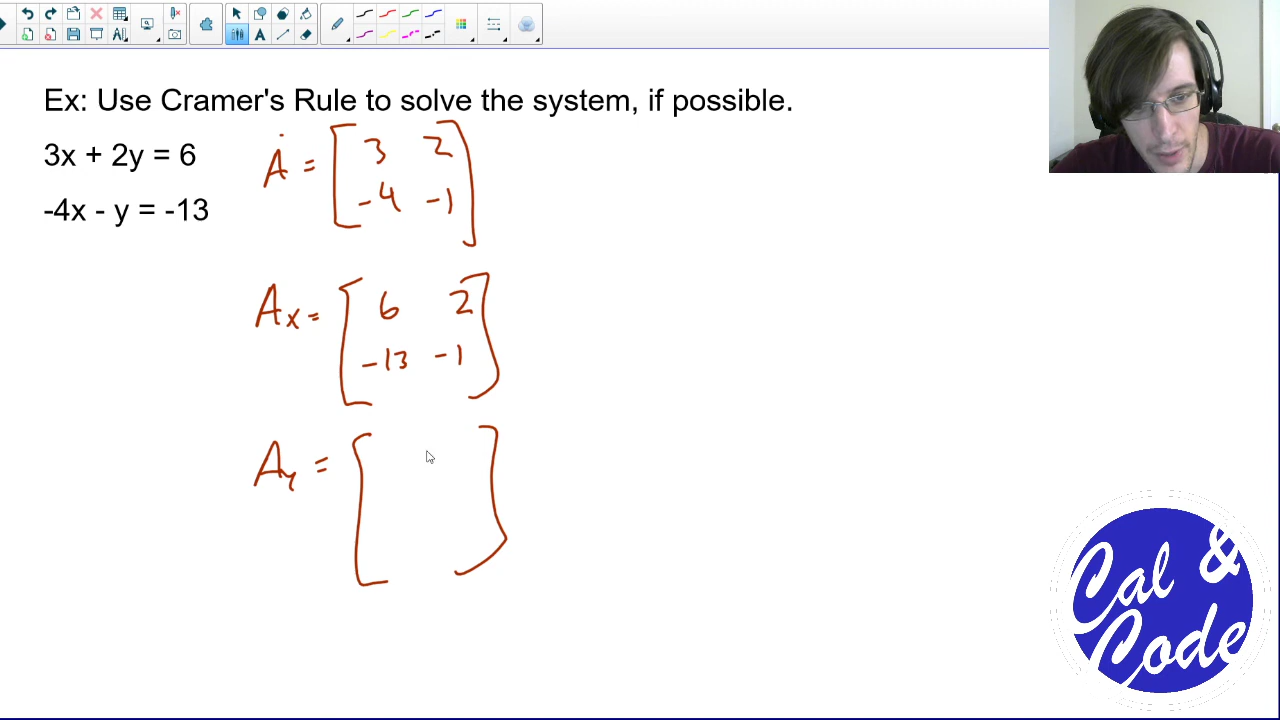 Ex: Use Cramer's Rule to solve the system, if possible.
3x + 2y = 6
-4x - y = -13
A = [ 3 2
-4 -1 ]
Ax = [ 6 2
-13 -1 ]
Ay = [ ]
Cal &
Code